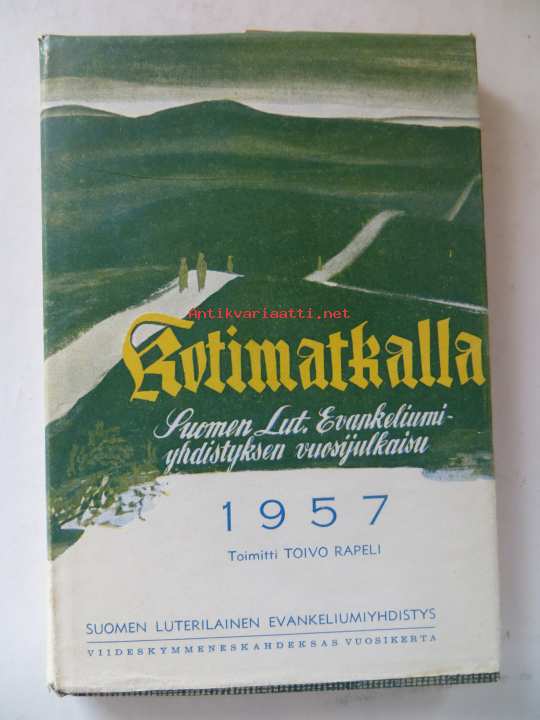 Antikvariaatti.net
Kotimatkalla
Suomen Lut. Evankeliumi-
yhdistyksen vuosijulkaisu
1957
Toimitti TOIVO RAPELI
SUOMEN LUTERILAINEN EVANKELIUMIYHDISTYS
VIIDESKYMMENESKAHDEKSAS VUOSIKERTA